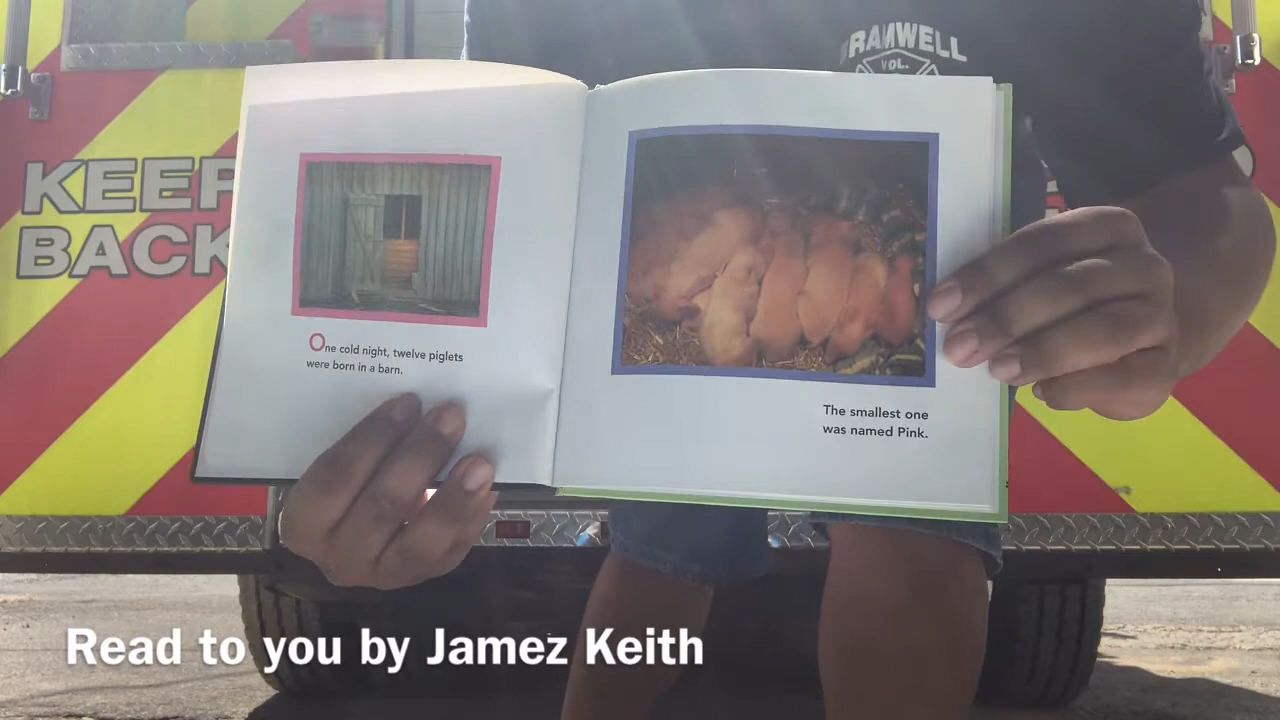 RAMWELL
VOL.
KEEP
BACK
One cold night, twelve piglets
were born in a barn.
The smallest one
was named Pink.
Read to you by Jamez Keith